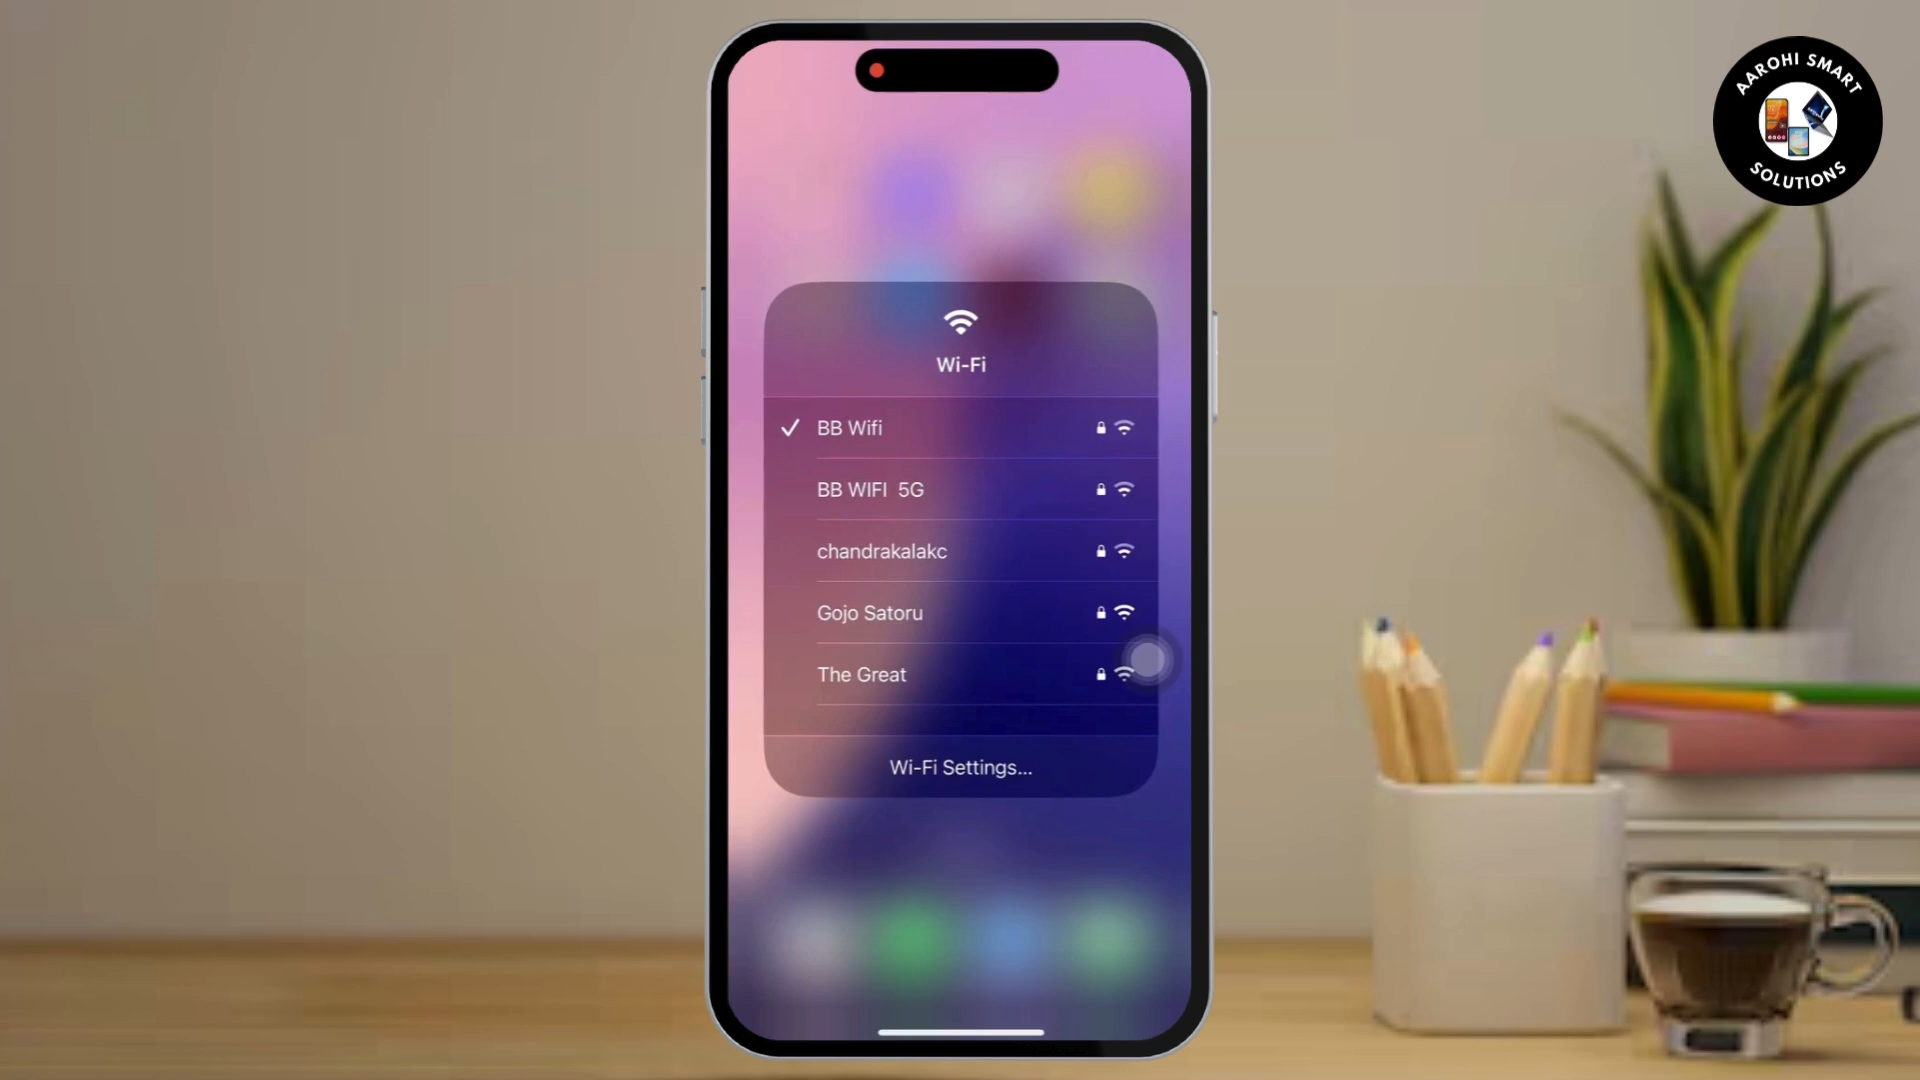 AAROHI SMART
SOLUTIONS
Wi-Fi
BB Wifi
BB WIFI 5G
chandrakalakc
Gojo Satoru
The Great
Wi-Fi Settings...